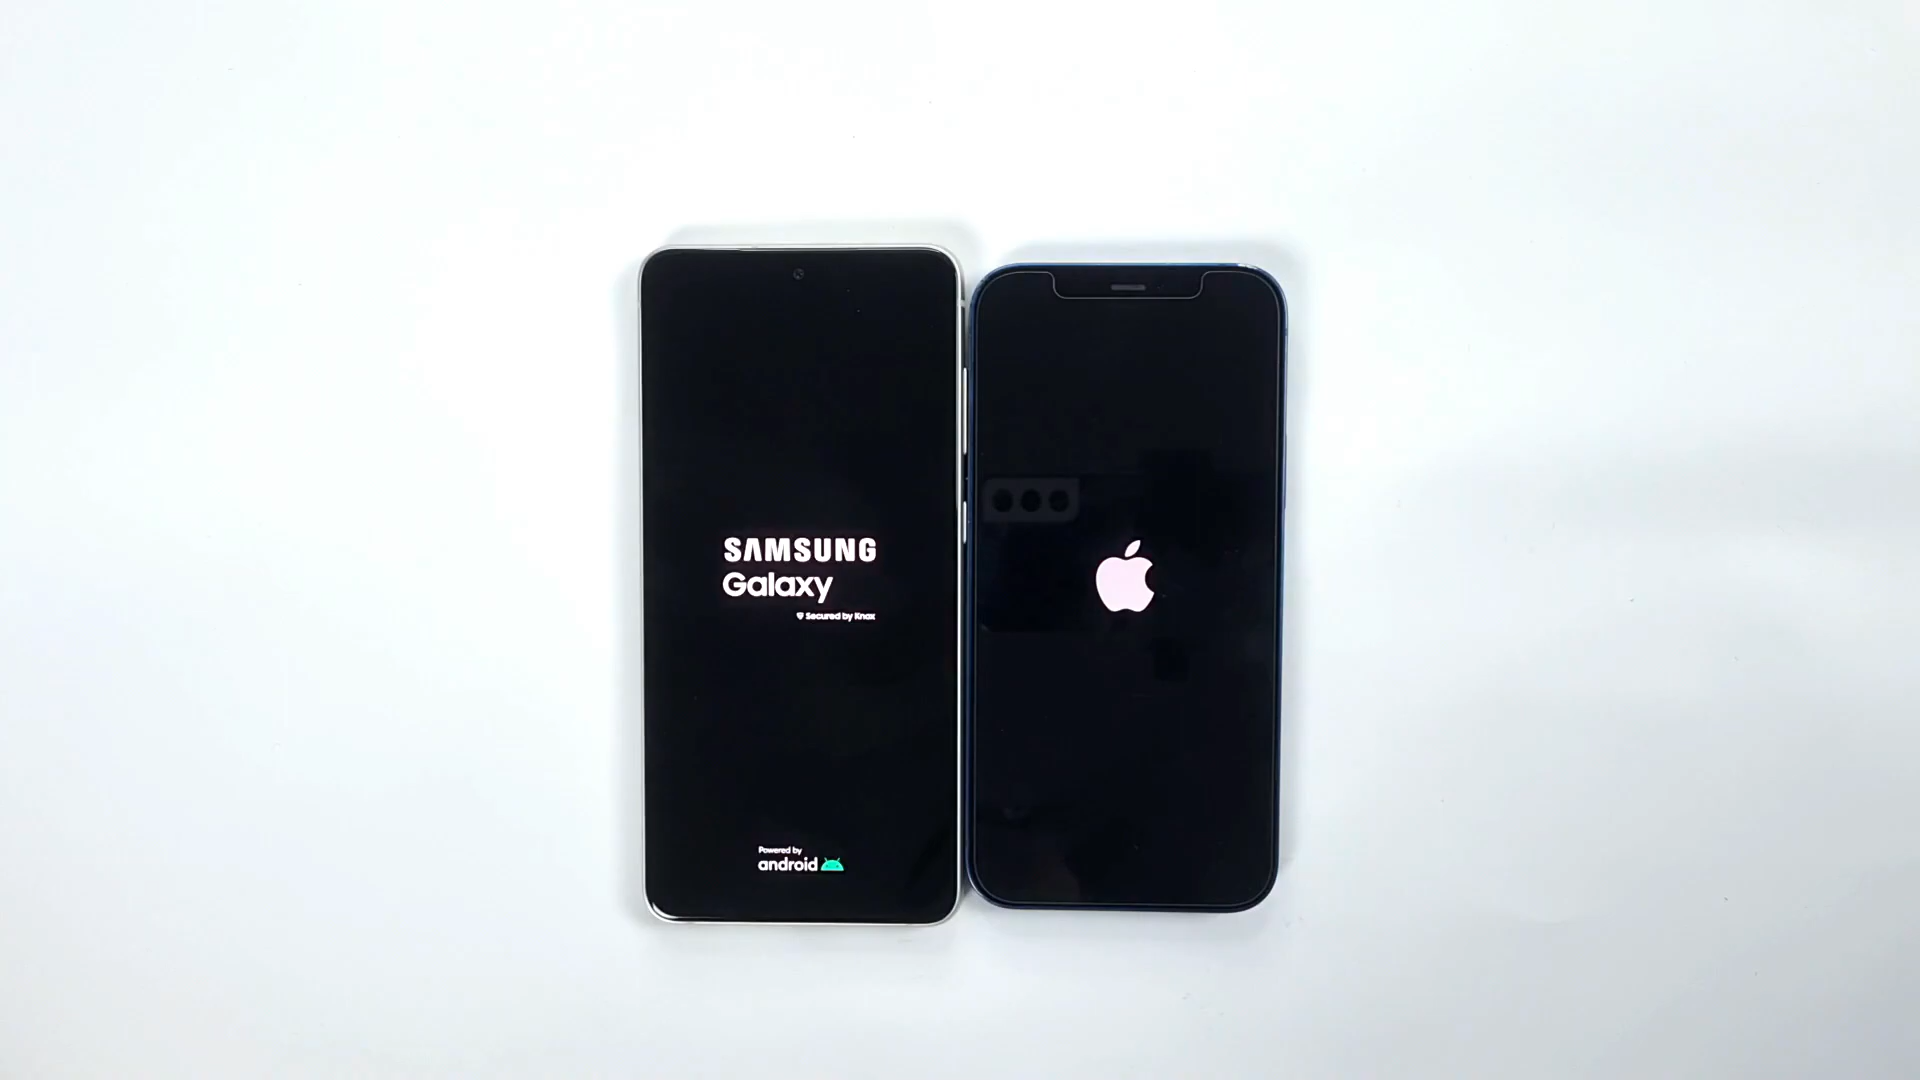 SAMSUNG
Galaxy
Secured by Knox
Powered by
android